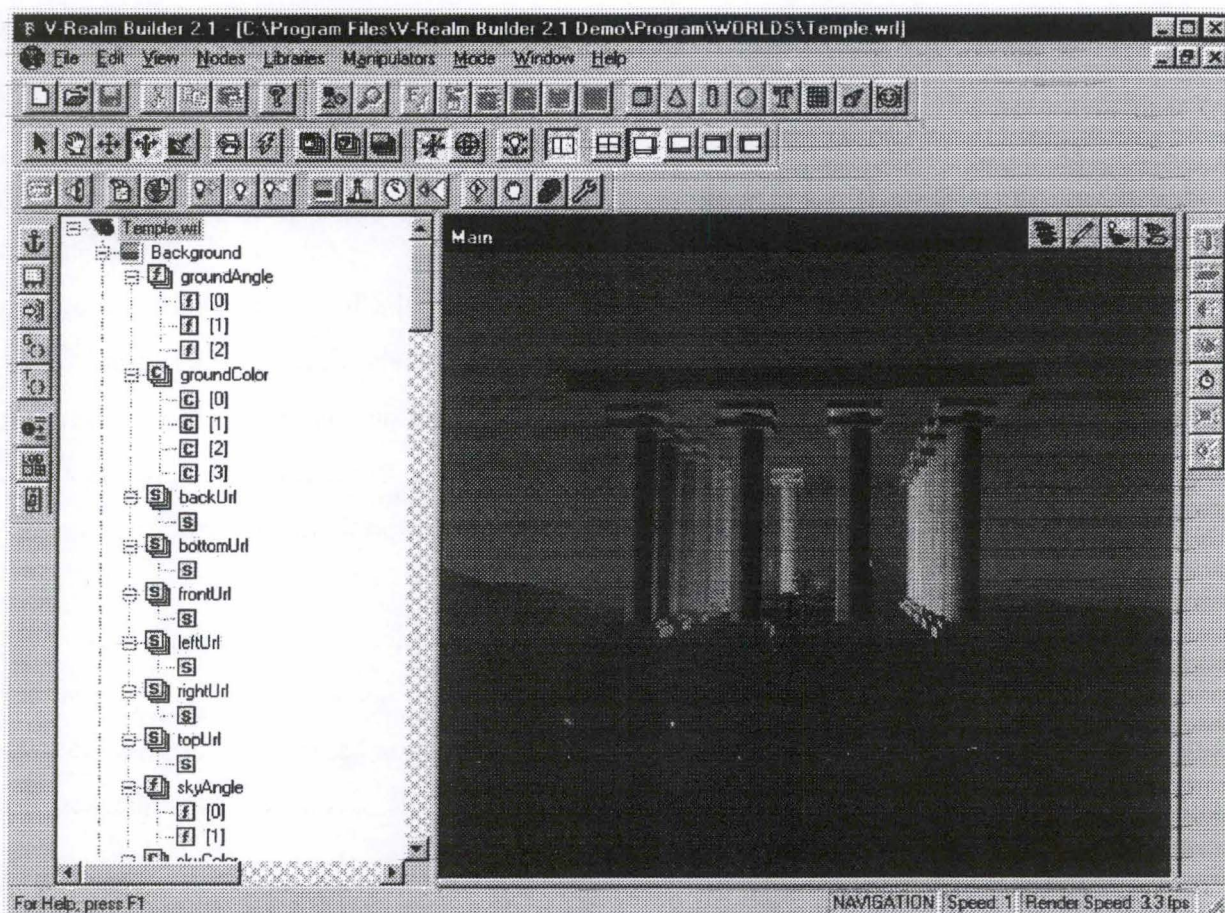 V-Realm Builder 2.1 - [C:\Program Files\V-Realm Builder 2.1 Demo\Program\WORLDS\Temple.wrl]
File Edit View Nodes Libraries Manipulators Mode Window Help
Temple.wrl
Background
groundAngle
[0]
[1]
[2]
groundColor
[0]
[1]
[2]
[3]
backUrl
bottomUrl
frontUrl
leftUrl
rightUrl
topUrl
skyAngle
[0]
[1]
skyColor
Main
For Help, press F1
NAVIGATION Speed: 1 Render Speed: 3.3 fps